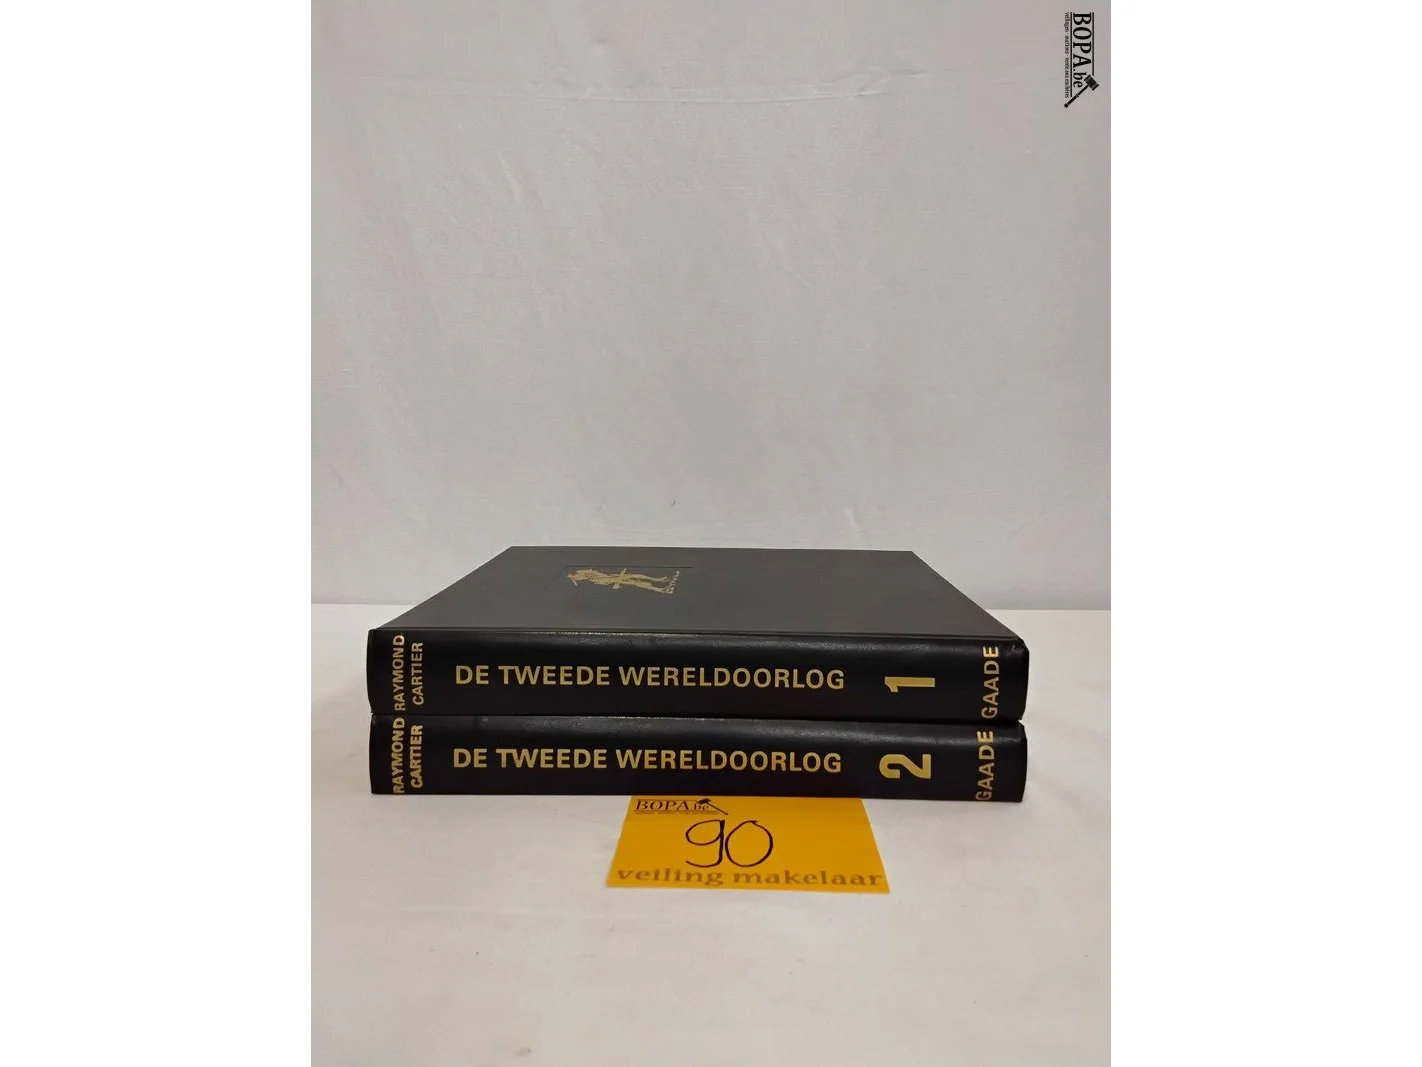 BOPA.be
RAYMOND
CARTIER
DE TWEEDE WERELDOORLOG
1
GAADE
RAYMOND
CARTIER
DE TWEEDE WERELDOORLOG
2
GAADE
BOPA.be
90
veiling makelaar